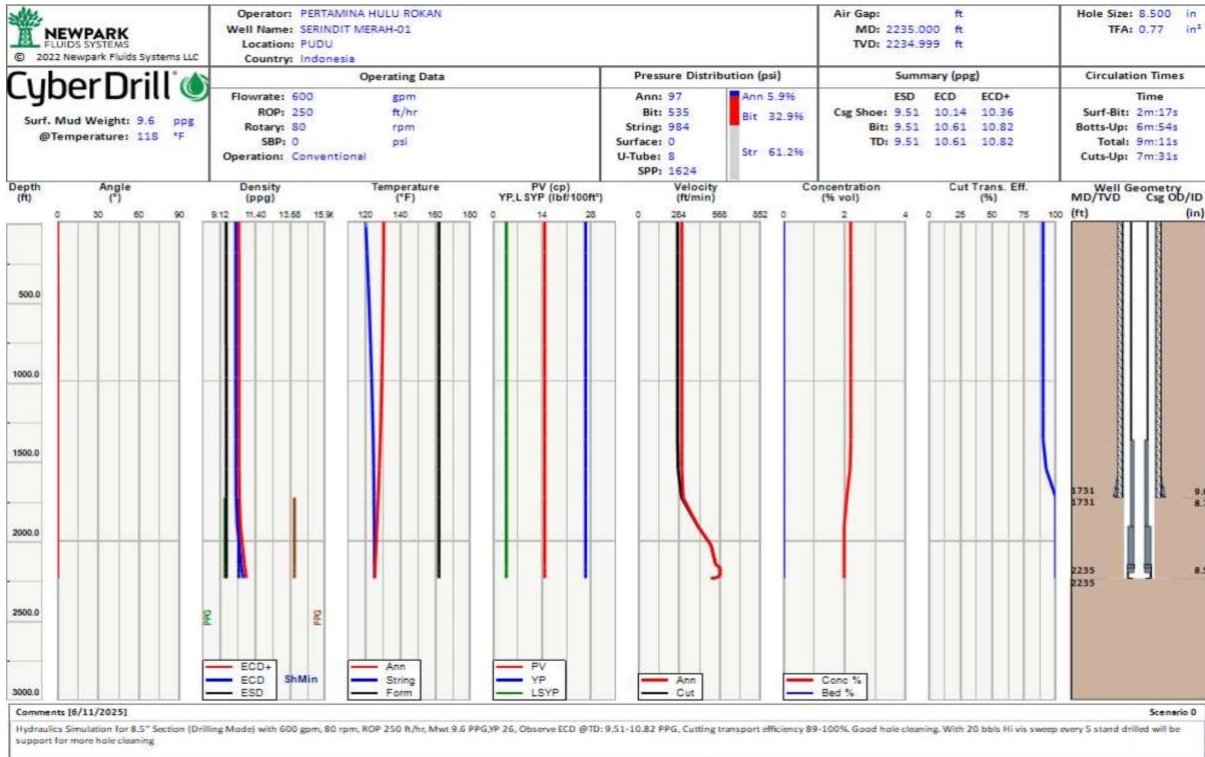 NEWPARK
FLUIDS SYSTEMS
© 2022 Newpark Fluids Systems LLC
Operator: PERTAMINA HULU ROKAN
Well Name: SERINDIT MERAH-01
Location: PUDU
Country: Indonesia
Air Gap: ft
MD: 2235.000 ft
TVD: 2234.999 ft
Hole Size: 8.500 in
TFA: 0.77 in²
CyberDrill
Surf. Mud Weight: 9.6 ppg
@Temperature: 118 °F
Operating Data
Flowrate: 600 gpm
ROP: 250 ft/hr
Rotary: 80 rpm
SBP: 0 psi
Operation: Conventional
Pressure Distribution (psi)
Ann: 97
Bit: 535
String: 984
Surface: 0
U-Tube: 8
SPP: 1624
Ann 5.9%
Bit 32.9%
Str 61.2%
Summary (ppg)
ESD ECD ECD+
Csg Shoe: 9.51 10.14 10.36
Bit: 9.51 10.61 10.82
TD: 9.51 10.61 10.82
Circulation Times
Time
Surf-Bit: 2m:17s
Botts-Up: 6m:54s
Total: 9m:11s
Cuts-Up: 7m:31s
Depth
(ft)
500.0
1000.0
1500.0
2000.0
2500.0
3000.0
Angle
(°)
0 30 60 90
Density
(ppg)
9.12 11.40 13.68 15.96
PPG
FPG
ECD+
ECD
ESD
ShMin
Temperature
(°F)
120 140 160 180
Ann
String
Form
PV (cp)
YP,LSYP (lbf/100ft²)
0 14 28
PV
YP
LSYP
Velocity
(ft/min)
0 284 568 852
Ann
Cut
Concentration
(% vol)
0 2 4
Conc %
Bed %
Cut Trans. Eff.
(%)
0 25 50 75 100
Well Geometry
MD/TVD Csg OD/ID
(ft) (in)
1731 9.6
1731 8.7
2235 8.5
2235
Comments [6/11/2025]
Scenario 0
Hydraulics Simulation for 8.5" Section (Drilling Mode) with 600 gpm, 80 rpm, ROP 250 ft/hr, Mwt 9.6 PPG,YP 26, Observe ECD @TD: 9.51-10.82 PPG, Cutting transport efficiency 89-100%. Good hole cleaning. With 20 bbls Hi vis sweep every 5 stand drilled will be
support for more hole cleaning